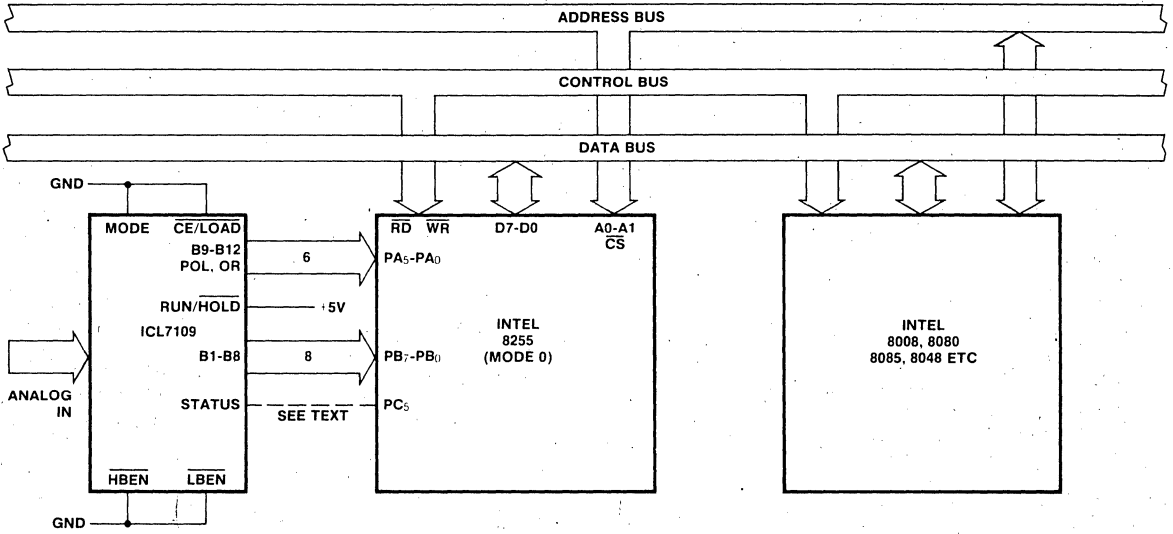 ADDRESS BUS
CONTROL BUS
DATA BUS
GND
MODE CE/LOAD
B9-B12
POL, OR
6
RUN/HOLD
+5V
ICL7109
B1-B8
8
ANALOG
IN
STATUS
SEE TEXT
HBEN LBEN
GND
RD WR D7-D0 A0-A1
CS
PA5-PA0
INTEL
8255
(MODE 0)
PB7-PB0
PC5
INTEL
8008, 8080
8085, 8048 ETC